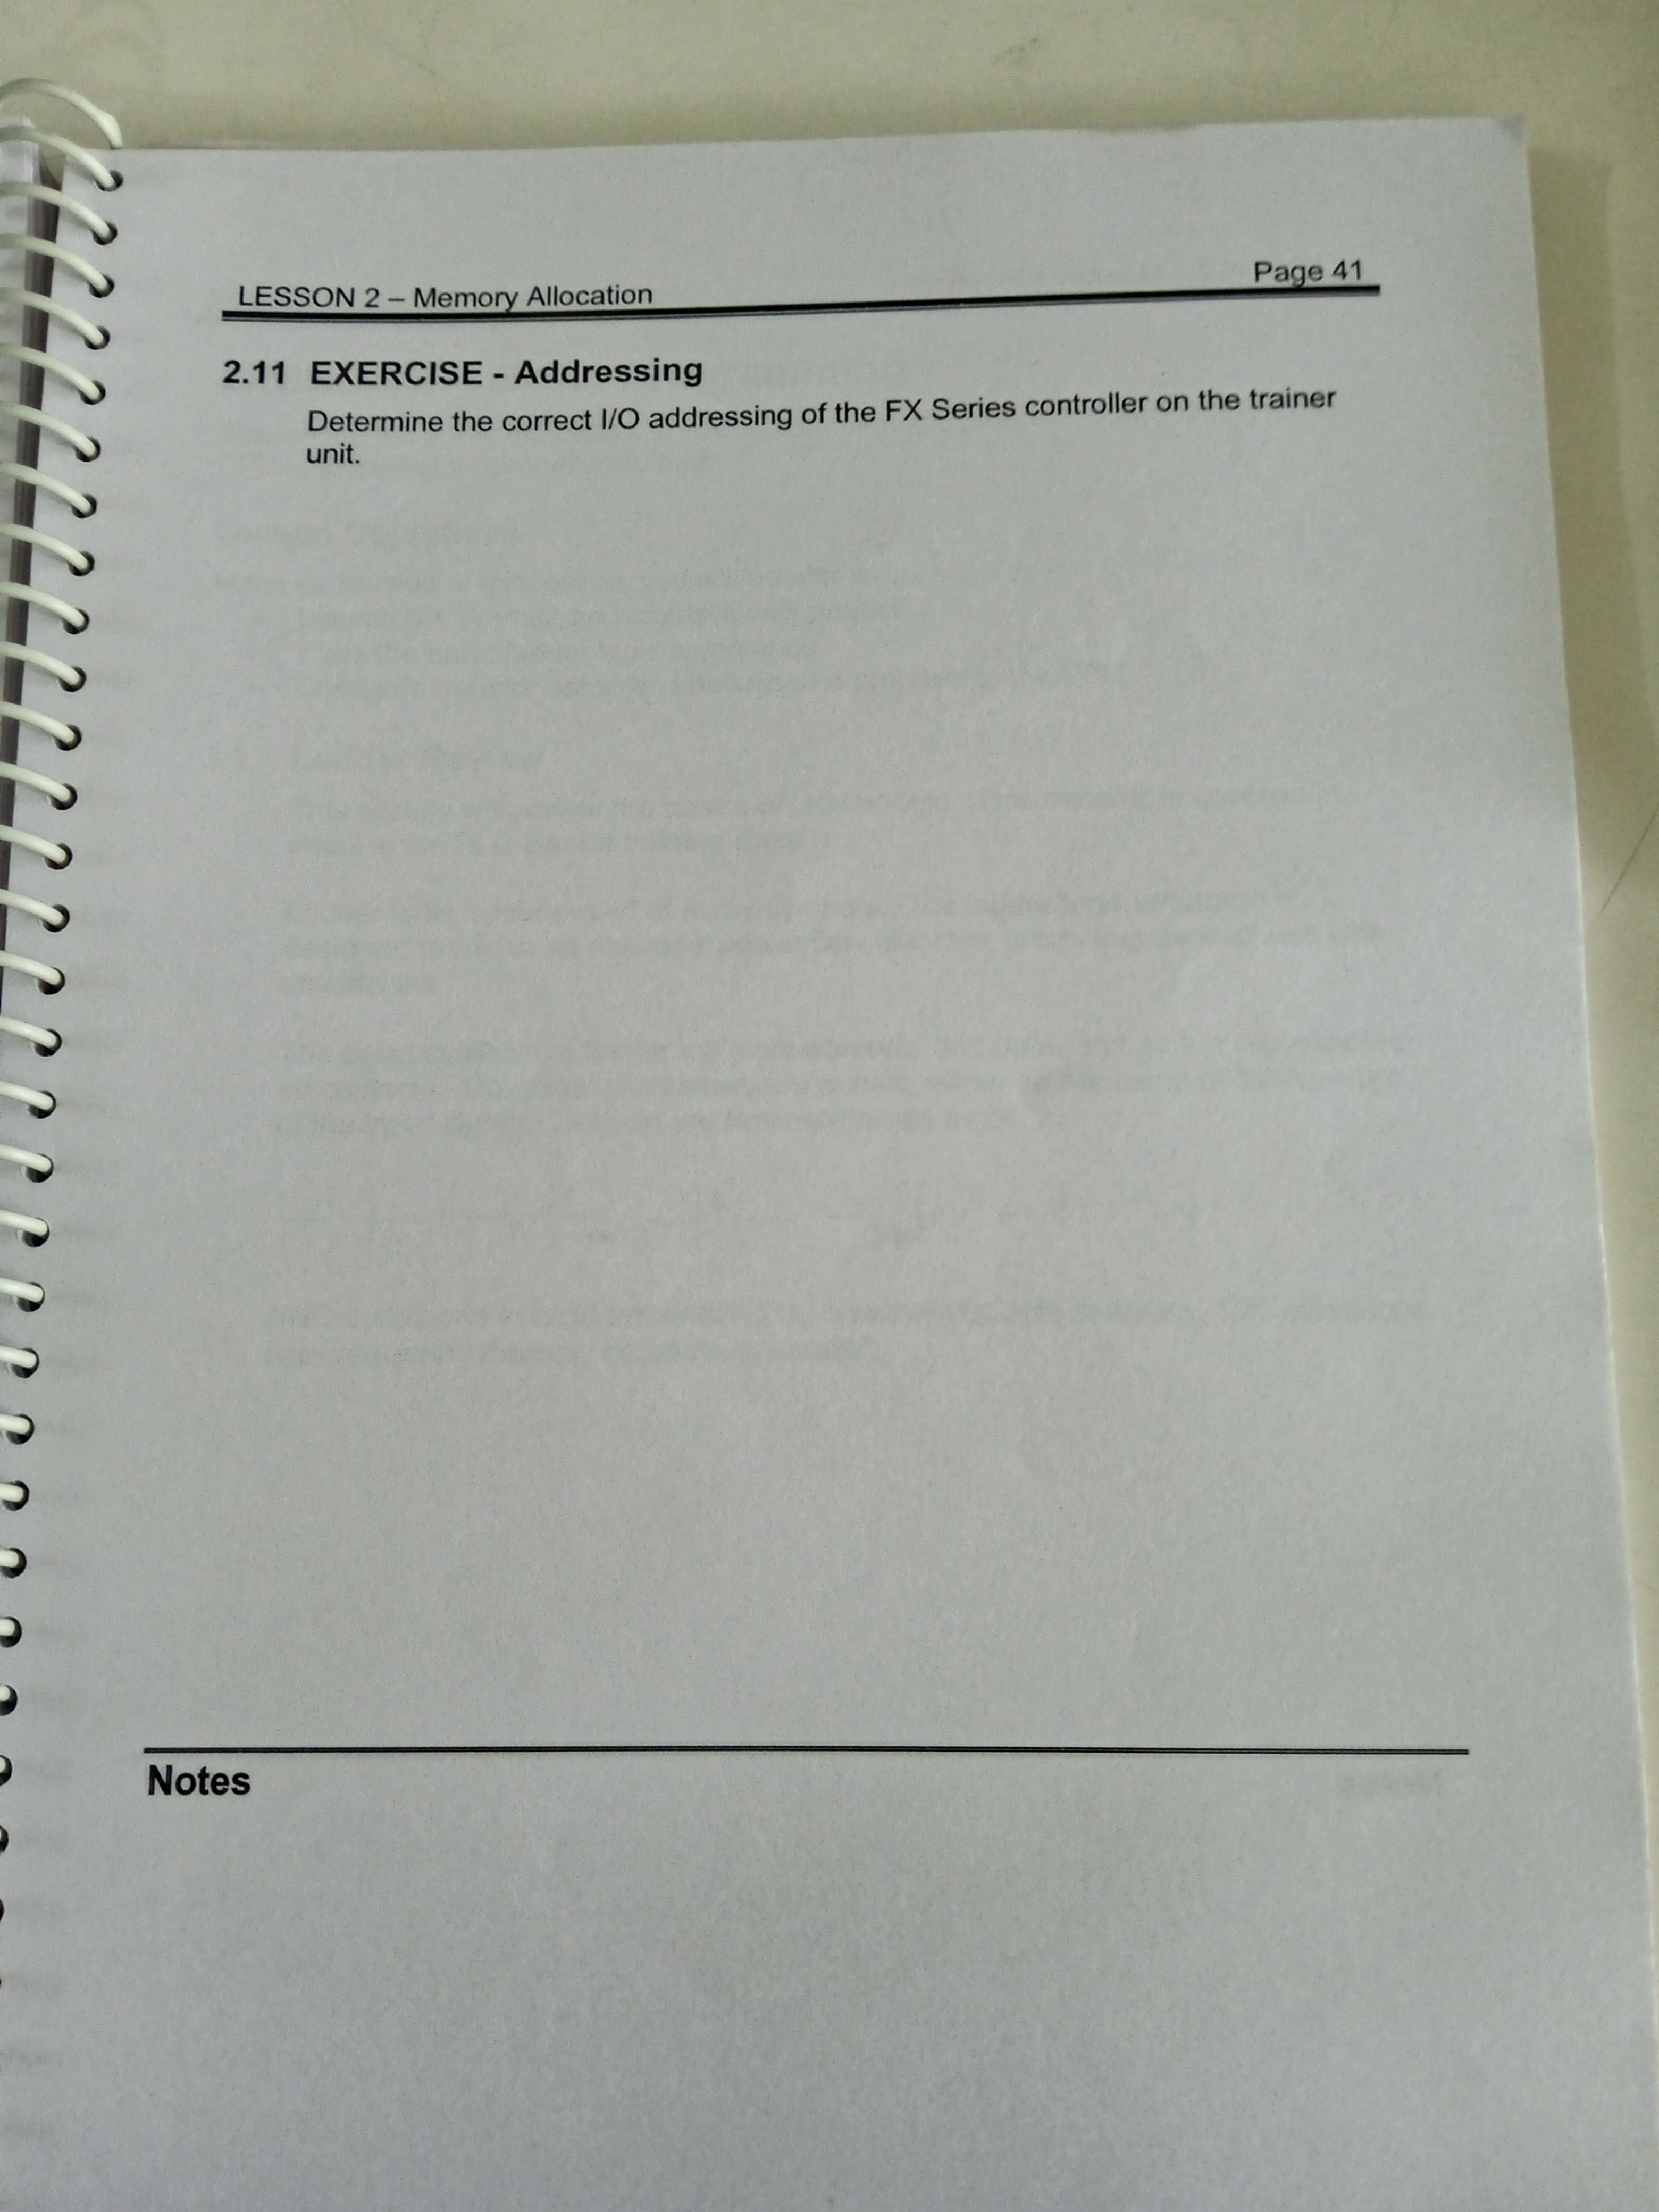 LESSON 2 – Memory Allocation
Page 41
2.11 EXERCISE - Addressing
Determine the correct I/O addressing of the FX Series controller on the trainer
unit.
Notes